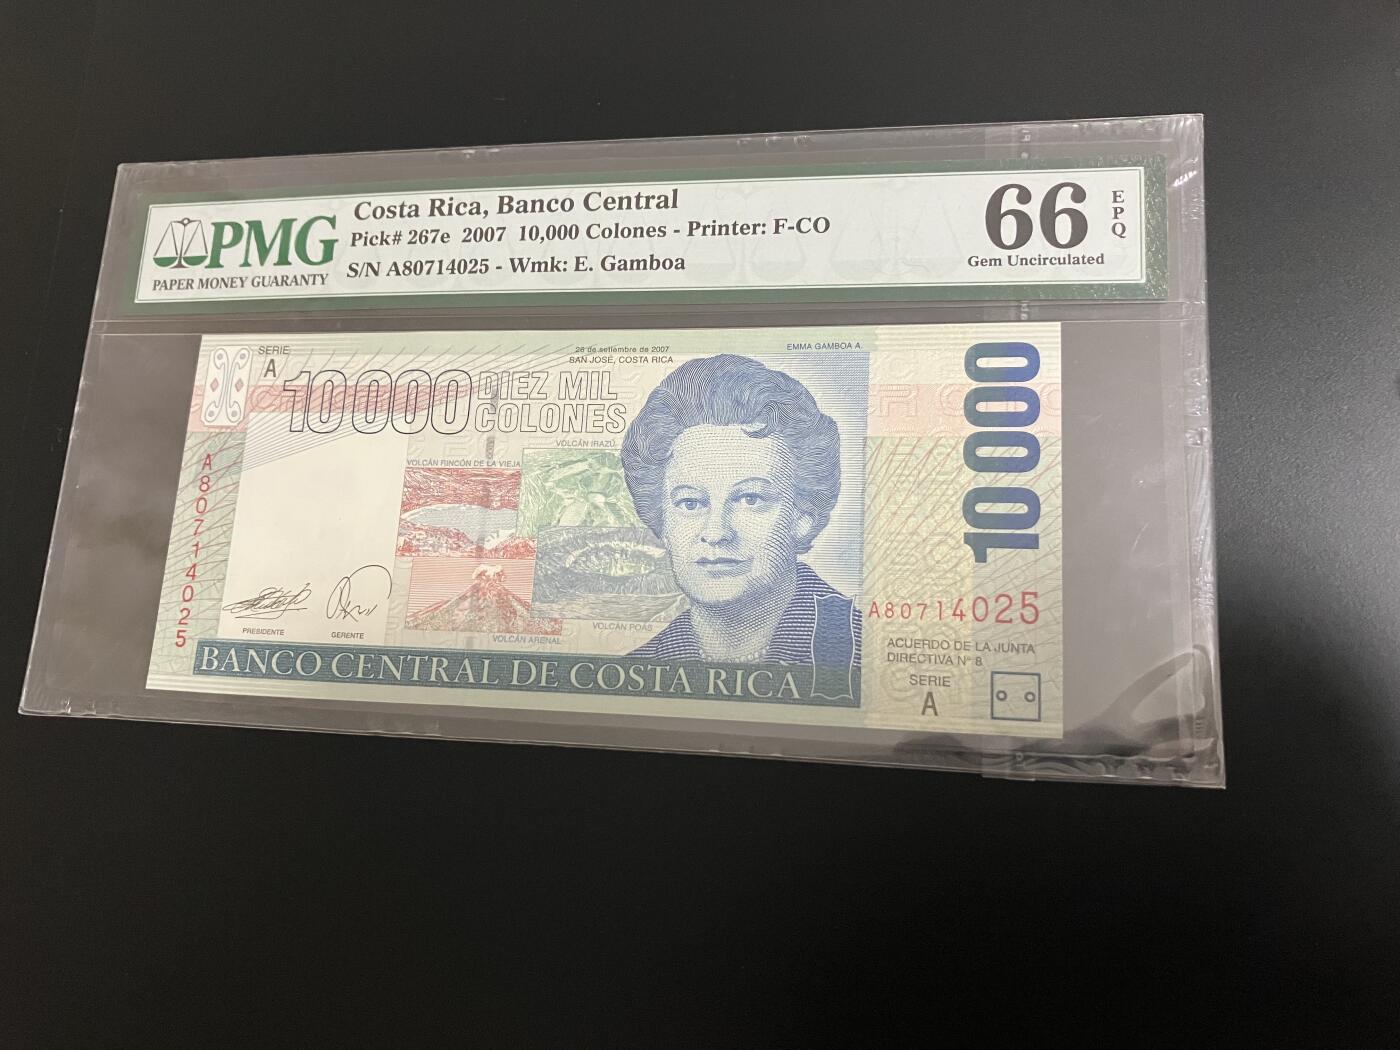 PMG
PAPER MONEY GUARANTY
Costa Rica, Banco Central
Pick# 267e 2007 10,000 Colones - Printer: F-CO
S/N A80714025 - Wmk: E. Gamboa
66
EPQ
Gem Uncirculated
SERIE
A
26 de setiembre de 2007
SAN JOSÉ, COSTA RICA
EMMA GAMBOA A.
10000 DIEZ MIL
COLONES
10000
VOLCÁN IRAZÚ
VOLCÁN RINCÓN DE LA VIEJA
A80714025
VOLCÁN POÁS
VOLCÁN ARENAL
PRESIDENTE
GERENTE
A80714025
ACUERDO DE LA JUNTA
DIRECTIVA Nº 8
SERIE
A
BANCO CENTRAL DE COSTA RICA